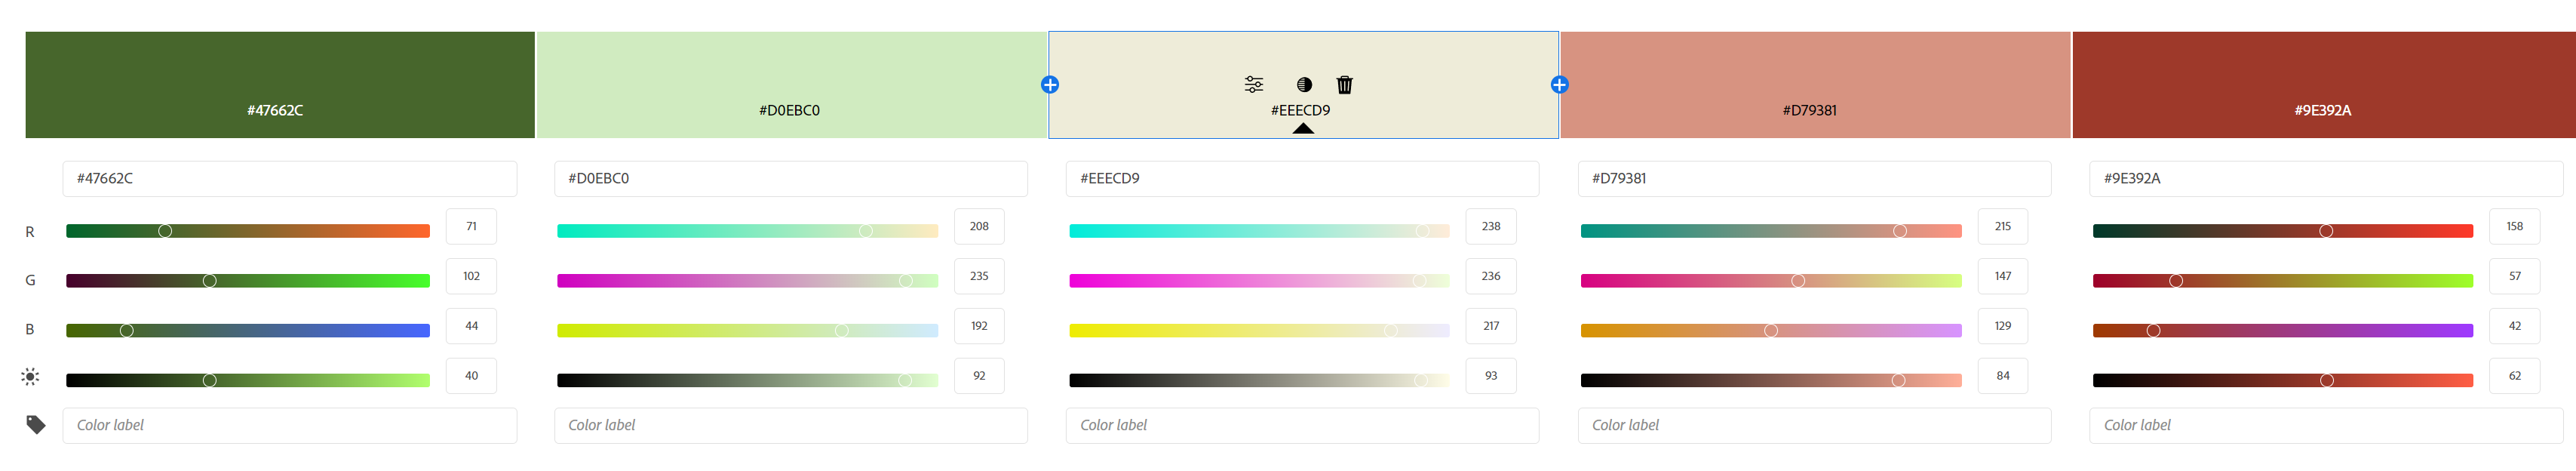 #47662C #D0EBC0 #EEECD9 #D79381 #9E392A
#47662C #D0EBC0 #EEECD9 #D79381 #9E392A
R 71 208 238 215 158
G 102 235 236 147 57
B 44 192 217 129 42
40 92 93 84 62
Color label Color label Color label Color label Color label